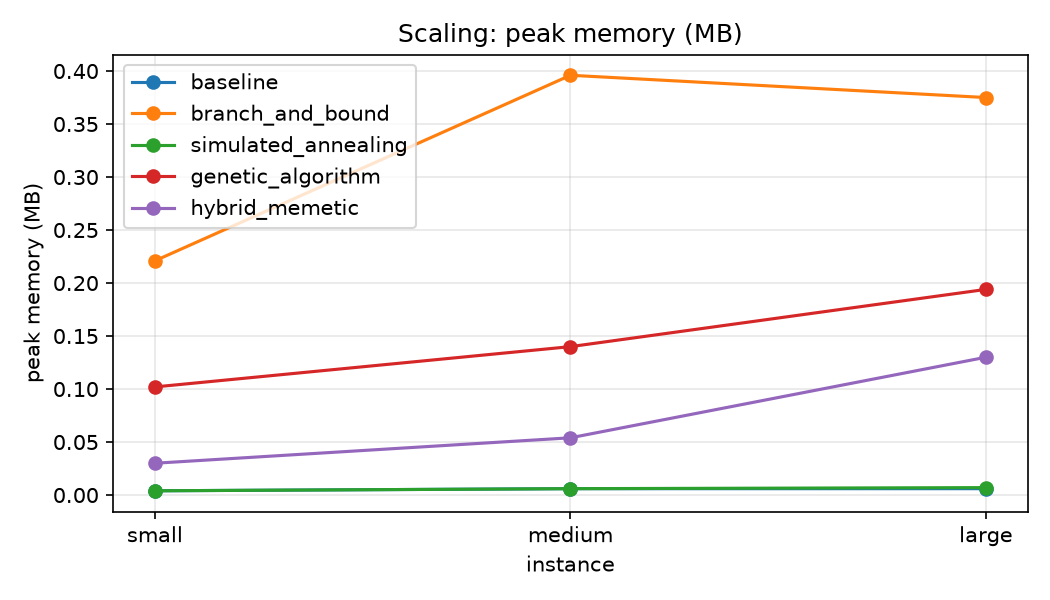 Scaling: peak memory (MB)
peak memory (MB)
0.40
0.35
0.30
0.25
0.20
0.15
0.10
0.05
0.00
baseline
branch_and_bound
simulated_annealing
genetic_algorithm
hybrid_memetic
small
medium
large
instance